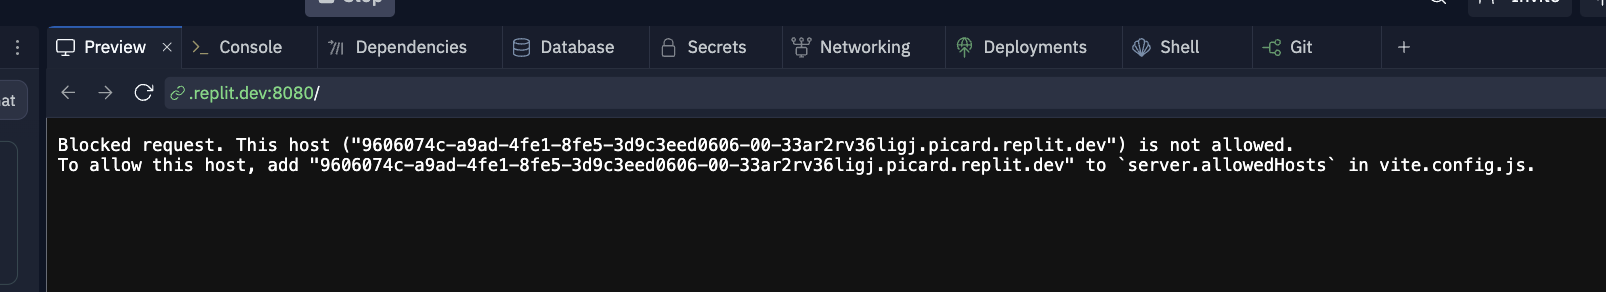 Stop
Invite
Preview × Console Dependencies Database Secrets Networking Deployments Shell Git +
at
.replit.dev:8080/
Blocked request. This host ("9606074c-a9ad-4fe1-8fe5-3d9c3eed0606-00-33ar2rv36ligj.picard.replit.dev") is not allowed.
To allow this host, add "9606074c-a9ad-4fe1-8fe5-3d9c3eed0606-00-33ar2rv36ligj.picard.replit.dev" to `server.allowedHosts` in vite.config.js.